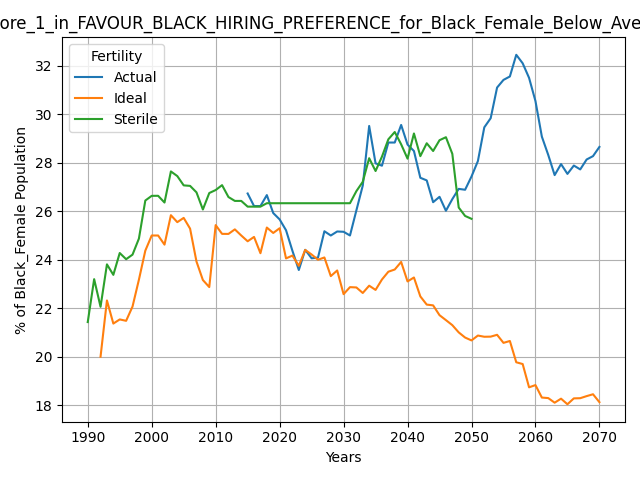 ore_1_in_FAVOUR_BLACK_HIRING_PREFERENCE_for_Black_Female_Below_Ave
Fertility
Actual
Ideal
Sterile
% of Black_Female Population
32
30
28
26
24
22
20
18
1990 2000 2010 2020 2030 2040 2050 2060 2070
Years